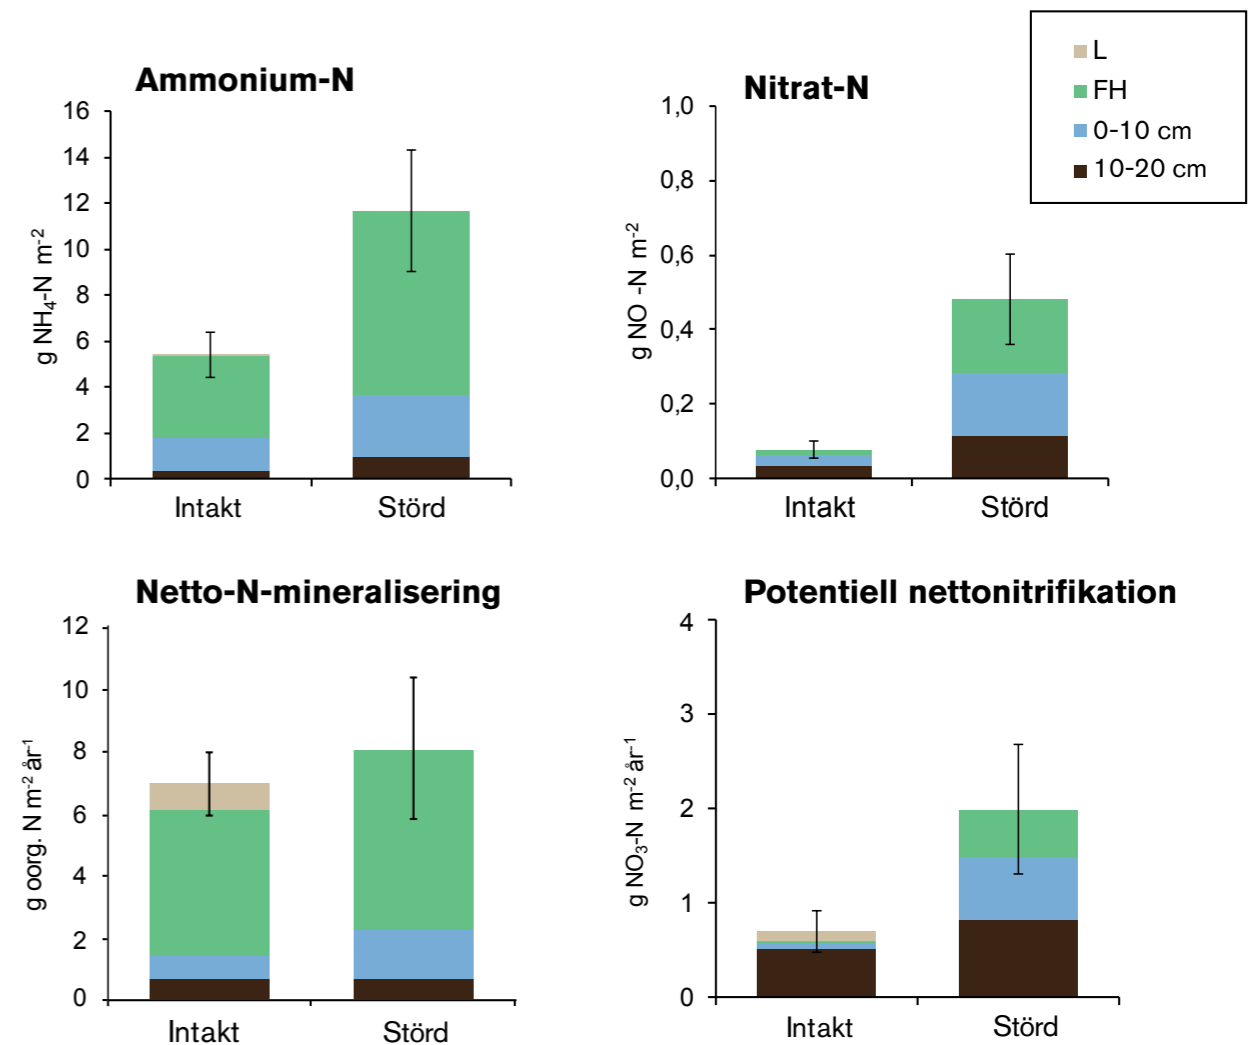 L
FH
0-10 cm
10-20 cm
Ammonium-N
16
14
12
10
8
6
4
2
0
g NH₄-N m⁻²
Intakt Störd
Nitrat-N
1,0
0,8
0,6
0,4
0,2
0,0
g NO -N m⁻²
Intakt Störd
Netto-N-mineralisering
12
10
8
6
4
2
0
g oorg. N m⁻² år⁻¹
Intakt Störd
Potentiell nettonitrifikation
4
3
2
1
0
g NO₃-N m⁻² år⁻¹
Intakt Störd